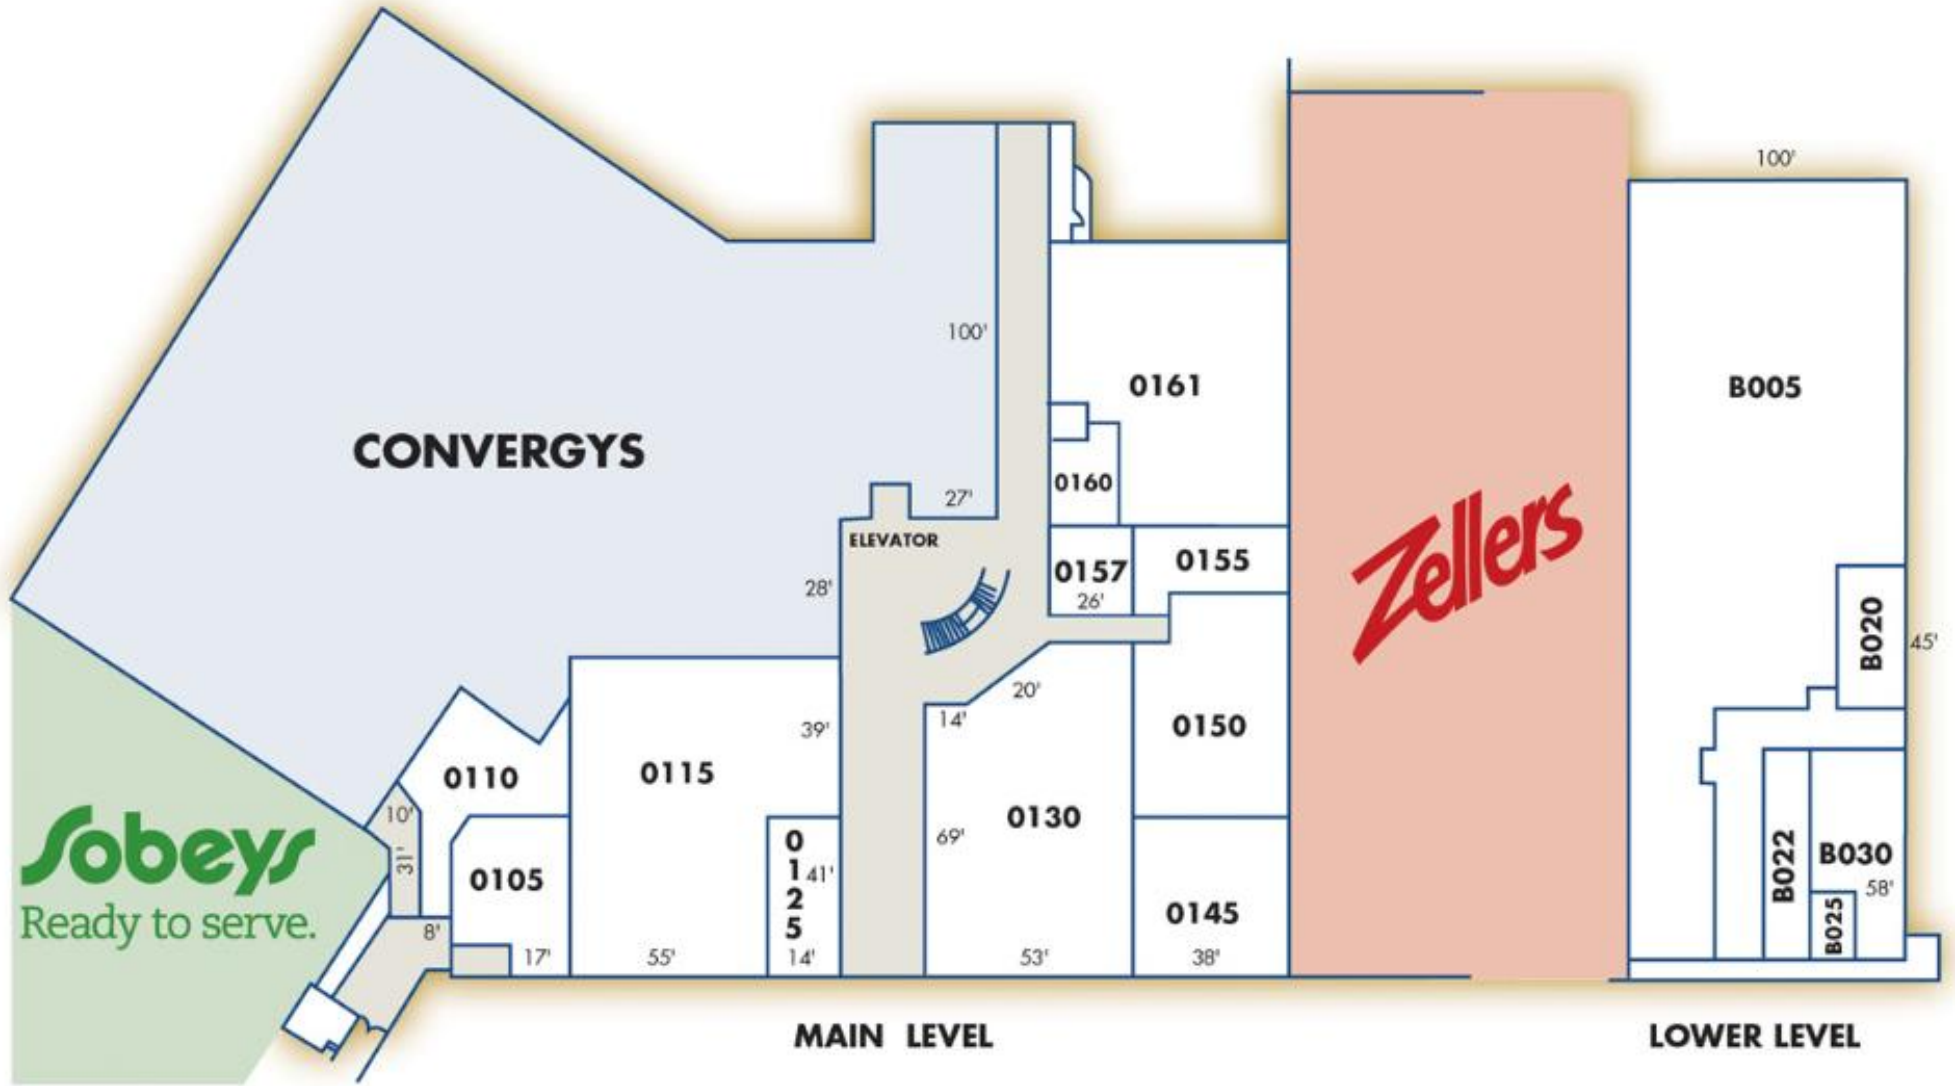 100'
100'
0161
B005
CONVERGYS
0160
27'
ELEVATOR
0155
0157
28'
26'
Zellers
B020
45'
20'
14'
39'
0150
0115
0110
10'
0130
69'
31'
Sobeys
Ready to serve.
0105
0
1
2
5
41'
B022
B030
58'
B025
0145
8'
17'
55'
14'
53'
38'
MAIN LEVEL
LOWER LEVEL